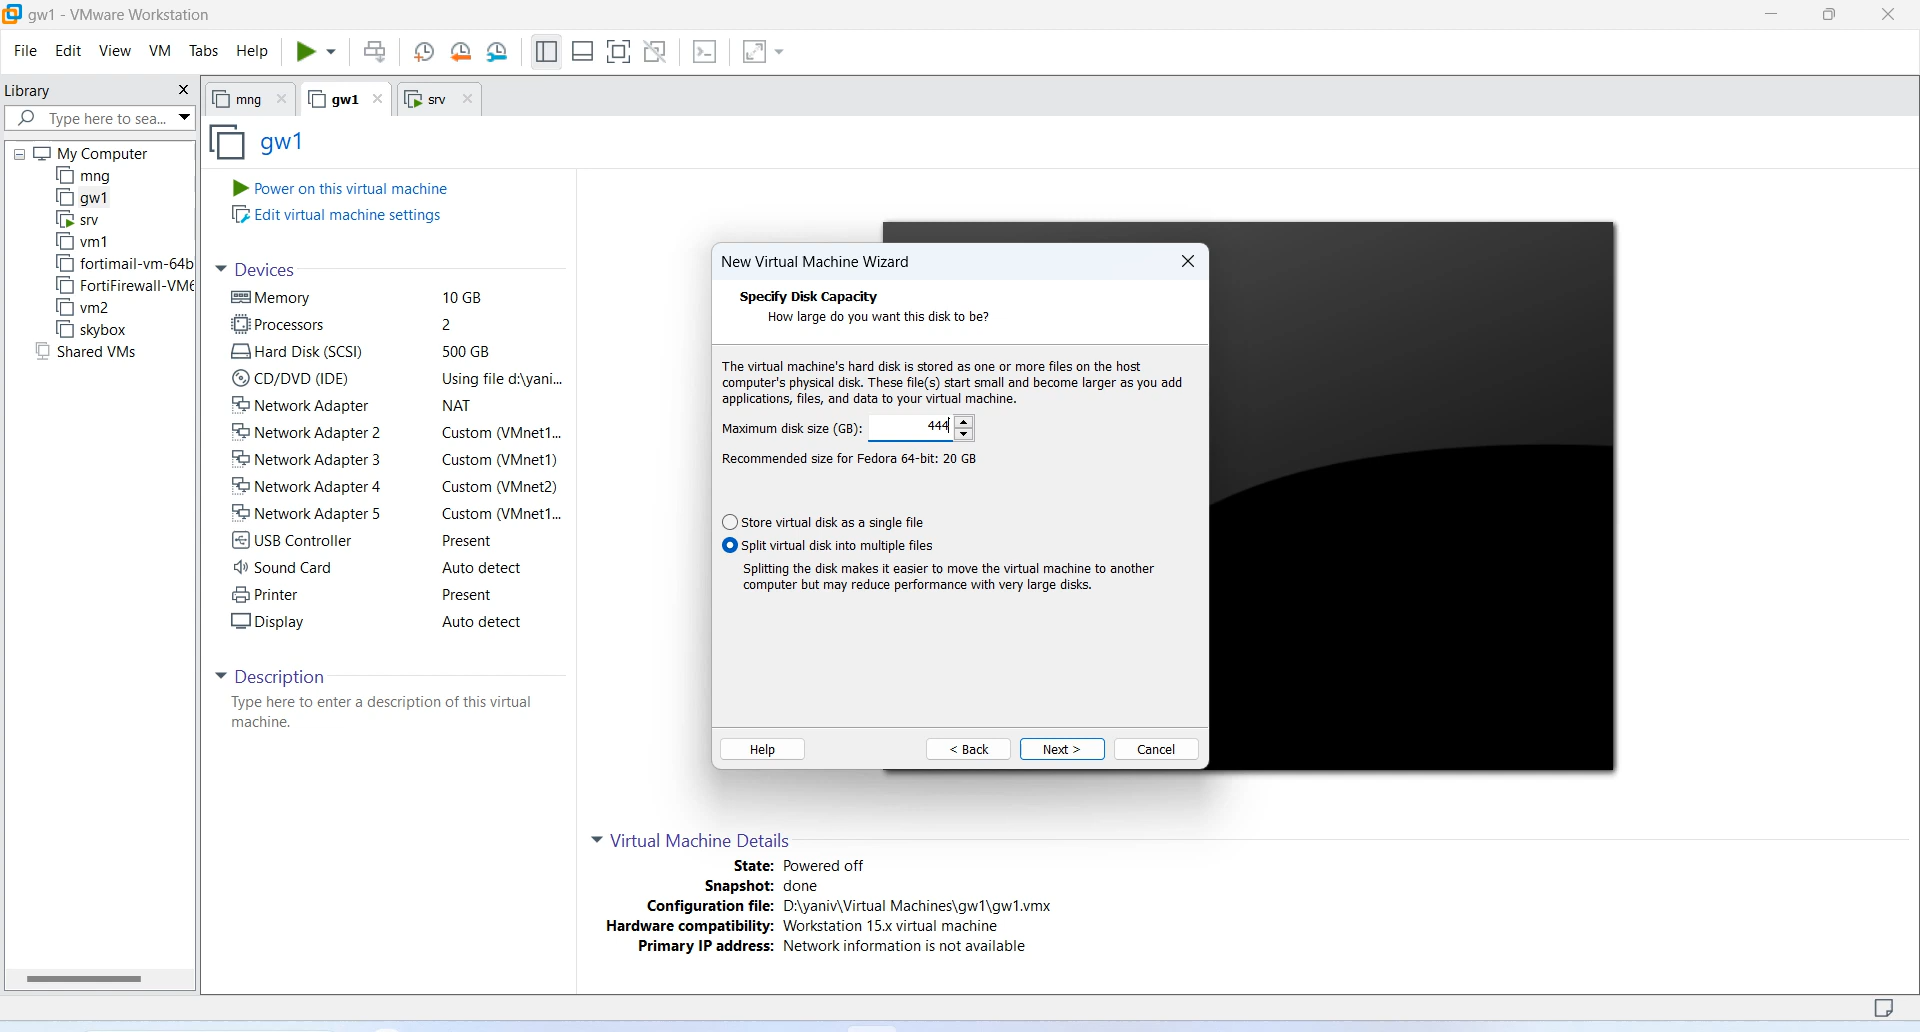 gw1 - VMware Workstation
File Edit View VM Tabs Help
Library
Type here to sea...
My Computer
mng
gw1
srv
vm1
fortimail-vm-64b
FortiFirewall-VM6
vm2
skybox
Shared VMs
mng
gw1
srv
gw1
Power on this virtual machine
Edit virtual machine settings
Devices
Memory 10 GB
Processors 2
Hard Disk (SCSI) 500 GB
CD/DVD (IDE) Using file d:\yani...
Network Adapter NAT
Network Adapter 2 Custom (VMnet1...
Network Adapter 3 Custom (VMnet1)
Network Adapter 4 Custom (VMnet2)
Network Adapter 5 Custom (VMnet1...
USB Controller Present
Sound Card Auto detect
Printer Present
Display Auto detect
Description
Type here to enter a description of this virtual
machine.
New Virtual Machine Wizard
Specify Disk Capacity
How large do you want this disk to be?
The virtual machine's hard disk is stored as one or more files on the host
computer's physical disk. These file(s) start small and become larger as you add
applications, files, and data to your virtual machine.
Maximum disk size (GB): 444
Recommended size for Fedora 64-bit: 20 GB
Store virtual disk as a single file
Split virtual disk into multiple files
Splitting the disk makes it easier to move the virtual machine to another
computer but may reduce performance with very large disks.
Help < Back Next > Cancel
Virtual Machine Details
State: Powered off
Snapshot: done
Configuration file: D:\yaniv\Virtual Machines\gw1\gw1.vmx
Hardware compatibility: Workstation 15.x virtual machine
Primary IP address: Network information is not available